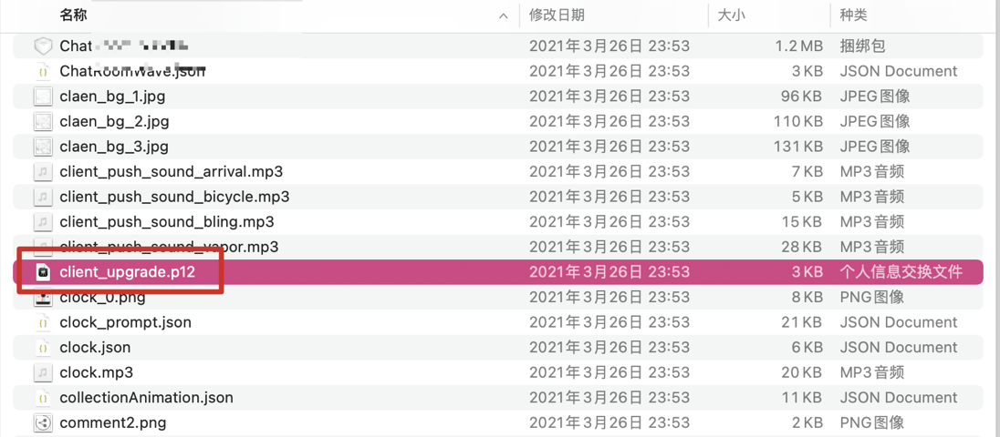 名称 修改日期 大小 种类
Chat 2021年3月26日 23:53 1.2 MB 捆绑包
ChatRoomWave.json 2021年3月26日 23:53 3 KB JSON Document
claen_bg_1.jpg 2021年3月26日 23:53 96 KB JPEG图像
claen_bg_2.jpg 2021年3月26日 23:53 110 KB JPEG图像
claen_bg_3.jpg 2021年3月26日 23:53 131 KB JPEG图像
client_push_sound_arrival.mp3 2021年3月26日 23:53 7 KB MP3音频
client_push_sound_bicycle.mp3 2021年3月26日 23:53 5 KB MP3音频
client_push_sound_bling.mp3 2021年3月26日 23:53 15 KB MP3音频
client_push_sound_vapor.mp3 2021年3月26日 23:53 28 KB MP3音频
client_upgrade.p12 2021年3月26日 23:53 3 KB 个人信息交换文件
clock_0.png 2021年3月26日 23:53 8 KB PNG图像
clock_prompt.json 2021年3月26日 23:53 21 KB JSON Document
clock.json 2021年3月26日 23:53 6 KB JSON Document
clock.mp3 2021年3月26日 23:53 20 KB MP3音频
collectionAnimation.json 2021年3月26日 23:53 11 KB JSON Document
comment2.png 2021年3月26日 23:53 2 KB PNG图像